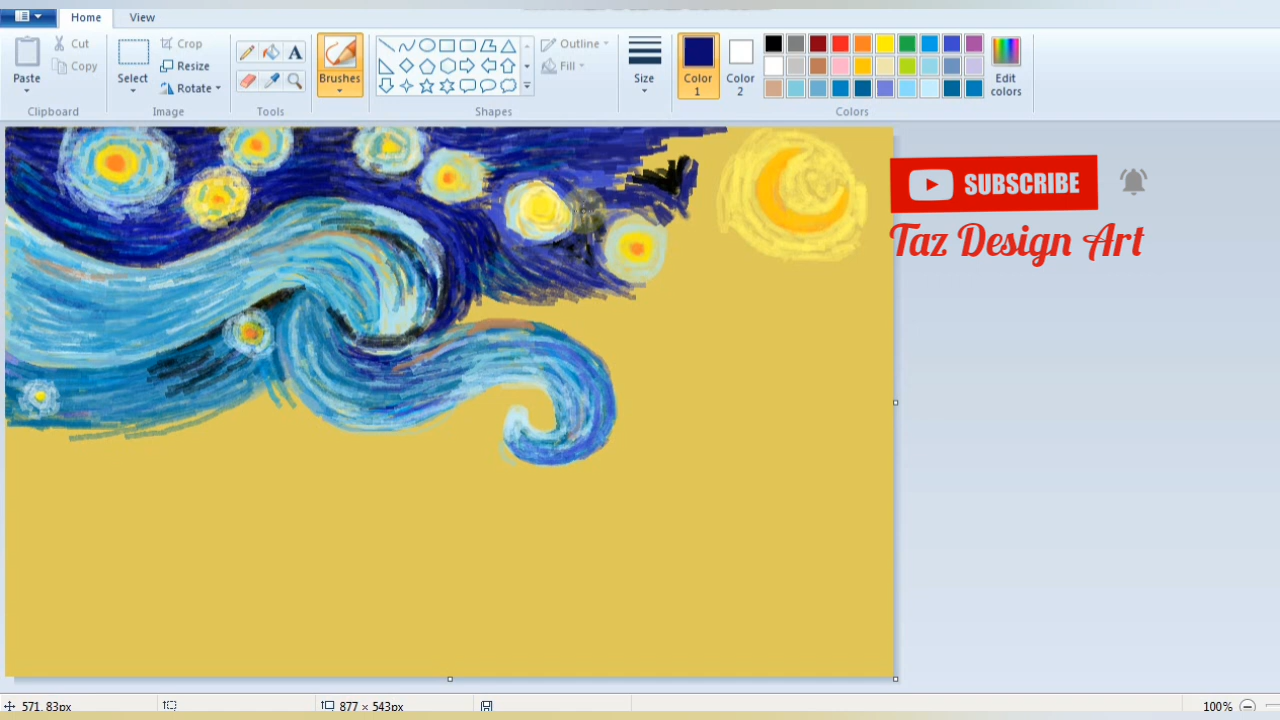 Home View
Paste
Cut
Copy
Clipboard
Select
Crop
Resize
Rotate
Image
A
Tools
Brushes
Outline
Fill
Shapes
Size
Color
1
Color
2
Edit
colors
Colors
SUBSCRIBE
Taz Design Art
571, 83px
877 × 543px
100%